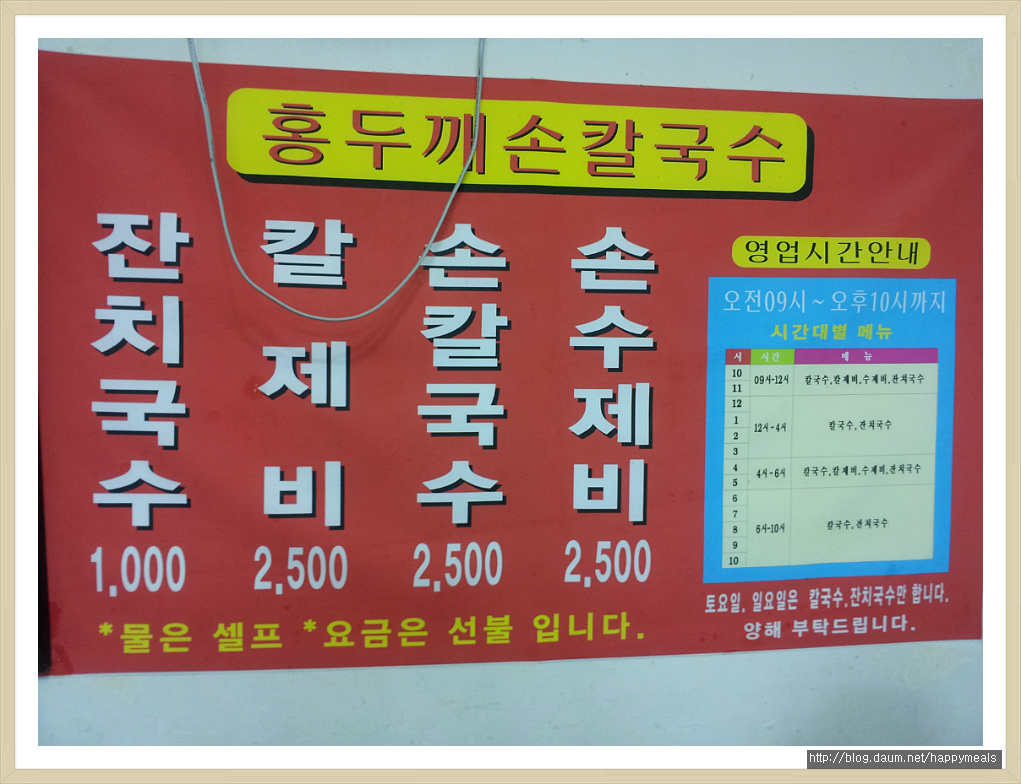 홍두깨손칼국수
잔치국수
1,000
칼제비
2,500
손칼국수
2,500
손수제비
2,500
*물은 셀프 *요금은 선불 입니다.
영업시간안내
오전09시~오후10시까지
시간대별 메뉴
시 시간 메뉴
10
11
09시-12시 칼국수,칼제비,수제비,잔치국수
12
1
2
3
12시-4시 칼국수,잔치국수
4
5
4시-6시 칼국수,칼제비,수제비,잔치국수
6
7
8
9
10
6시-10시 칼국수,잔치국수
토요일, 일요일은 칼국수,잔치국수만 합니다.
양해 부탁드립니다.
http://blog.daum.net/happymeals